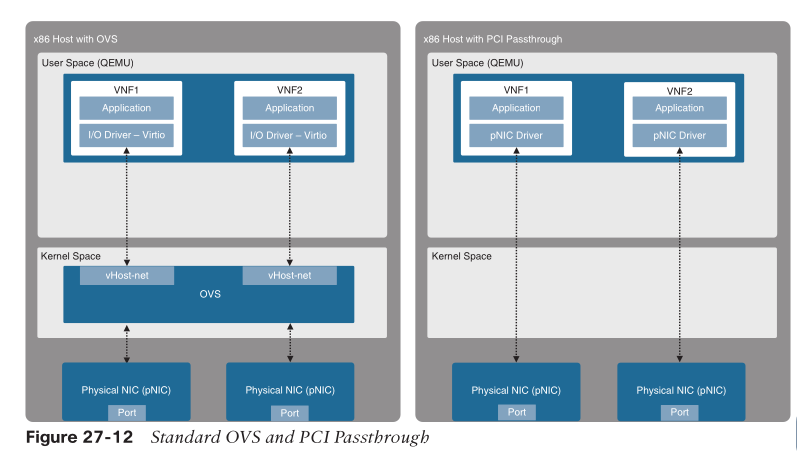 x86 Host with OVS
User Space (QEMU)
VNF1
Application
I/O Driver – Virtio
VNF2
Application
I/O Driver – Virtio
Kernel Space
vHost-net
vHost-net
OVS
Physical NIC (pNIC)
Port
Physical NIC (pNIC)
Port
x86 Host with PCI Passthrough
User Space (QEMU)
VNF1
Application
pNIC Driver
VNF2
Application
pNIC Driver
Kernel Space
Physical NIC (pNIC)
Port
Physical NIC (pNIC)
Port
Figure 27-12 Standard OVS and PCI Passthrough